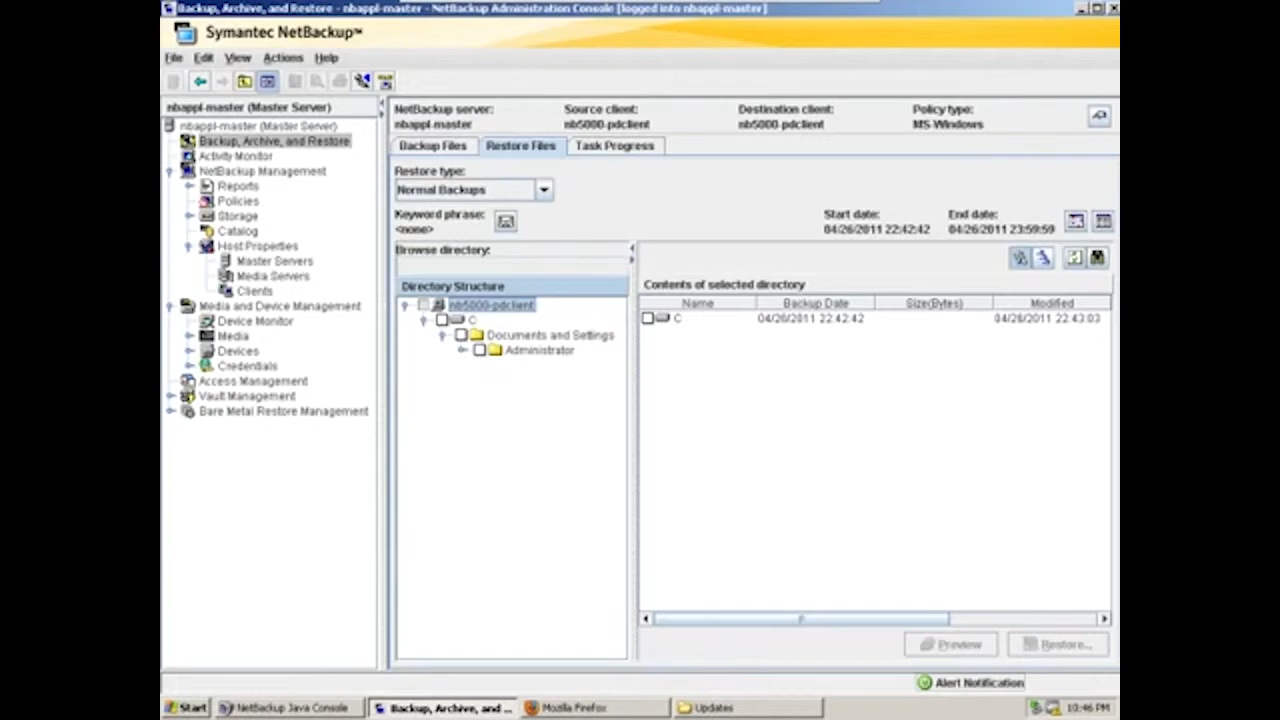 Backup, Archive, and Restore - nbappl-master - NetBackup Administration Console [logged into nbappl-master]
Symantec NetBackup™
File Edit View Actions Help
nbappl-master (Master Server)
nbappl-master (Master Server)
Backup, Archive, and Restore
Activity Monitor
NetBackup Management
Reports
Policies
Storage
Catalog
Host Properties
Master Servers
Media Servers
Clients
Media and Device Management
Device Monitor
Media
Devices
Credentials
Access Management
Vault Management
Bare Metal Restore Management
NetBackup server: Source client: Destination client: Policy type:
nbappl-master nb5000-pdclient nb5000-pdclient MS-Windows
Backup Files Restore Files Task Progress
Restore type:
Normal Backups
Keyword phrase: Start date: End date:
<none> 04/26/2011 22:42:42 04/26/2011 23:59:59
Browse directory:
Directory Structure
nb5000-pdclient
C
Documents and Settings
Administrator
Contents of selected directory
Name Backup Date Size(Bytes) Modified
C 04/26/2011 22:42:42 04/26/2011 22:43:03
Preview Restore...
Alert Notification
Start NetBackup Java Console Backup, Archive, and ... Mozilla Firefox Updates 10:46 PM